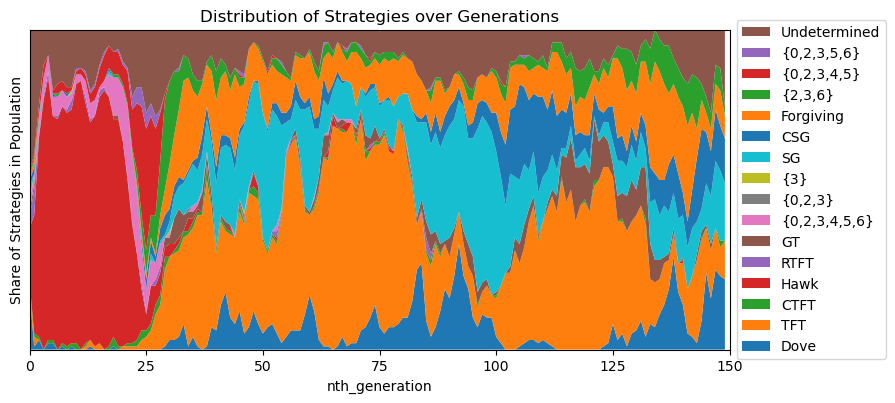 Distribution of Strategies over Generations
Share of Strategies in Population
0 25 50 75 100 125 150
nth_generation
Undetermined
{0,2,3,5,6}
{0,2,3,4,5}
{2,3,6}
Forgiving
CSG
SG
{3}
{0,2,3}
{0,2,3,4,5,6}
GT
RTFT
Hawk
CTFT
TFT
Dove